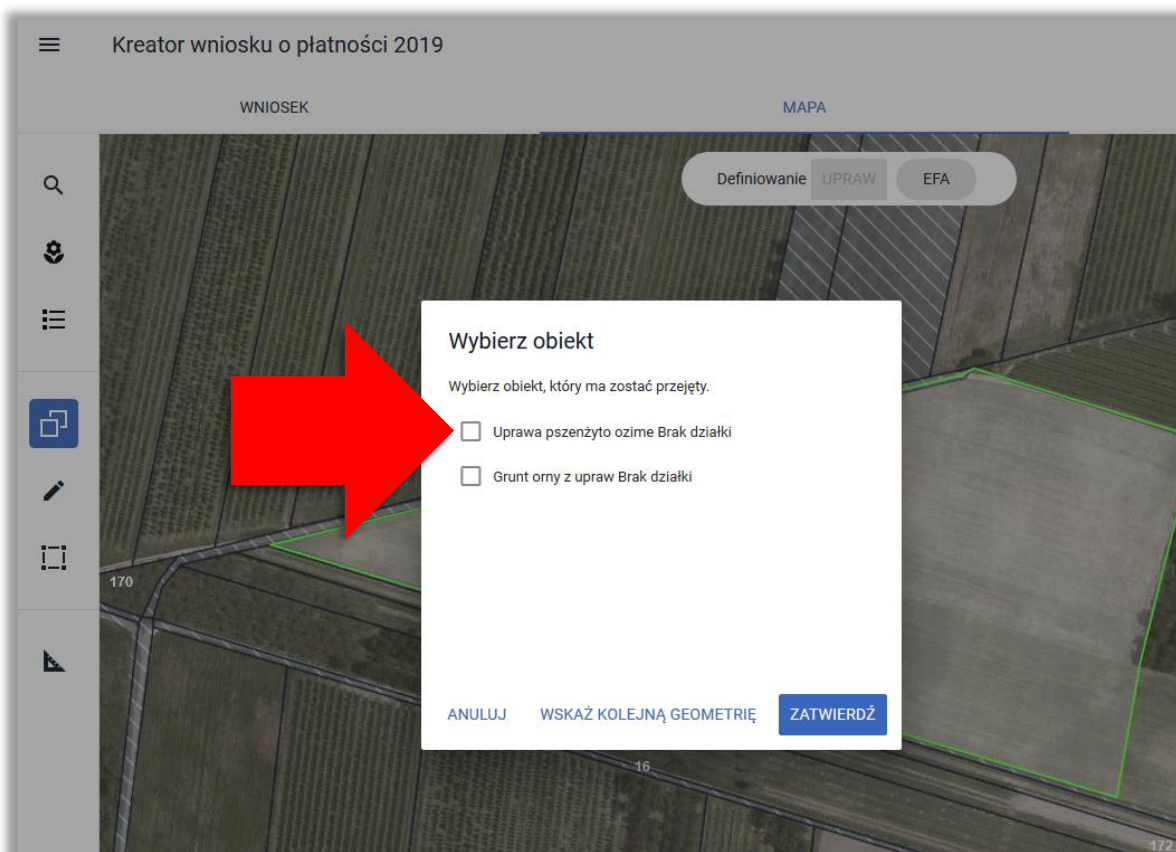 Kreator wniosku o płatności 2019
WNIOSEK
MAPA
Definiowanie UPRAW EFA
Wybierz obiekt
Wybierz obiekt, który ma zostać przejęty.
Uprawa pszenżyto ozime Brak działki
Grunt orny z upraw Brak działki
170
ANULUJ WSKAŻ KOLEJNĄ GEOMETRIĘ ZATWIERDŹ
16
172